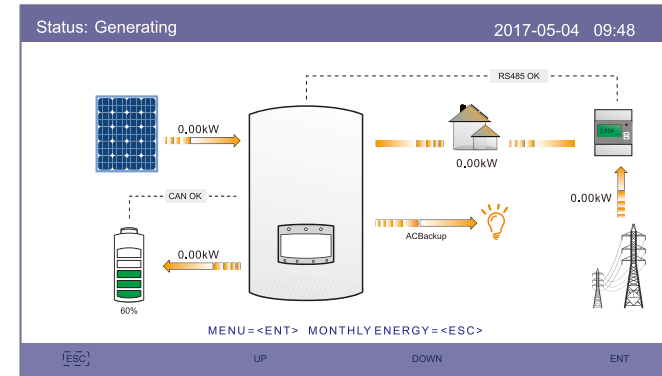 Status: Generating
2017-05-04 09:48
RS485 OK
0.00kW
0.00kW
CAN OK
0.00kW
0.00kW
ACBackup
60%
MENU=<ENT> MONTHLY ENERGY=<ESC>
ESC UP DOWN ENT